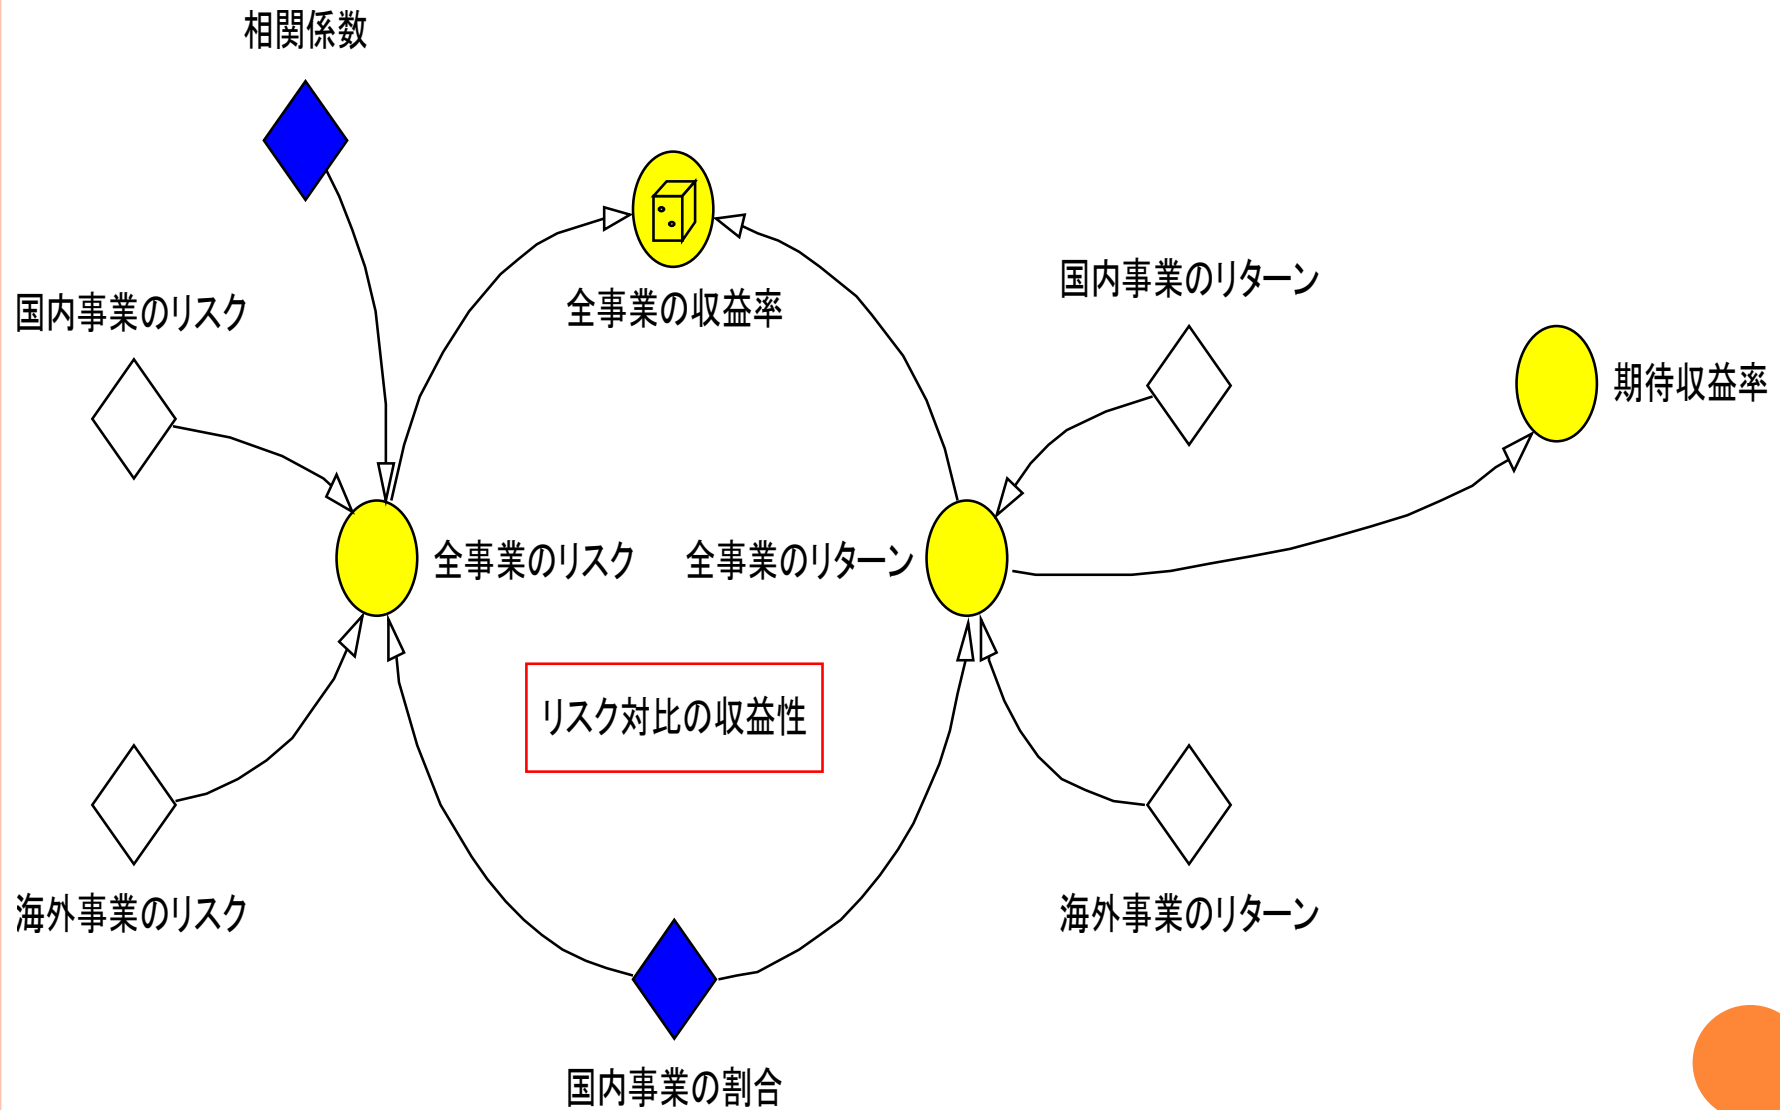 相関係数
国内事業のリスク
全事業の収益率
国内事業のリターン
期待収益率
全事業のリスク
全事業のリターン
リスク対比の収益性
海外事業のリスク
海外事業のリターン
国内事業の割合